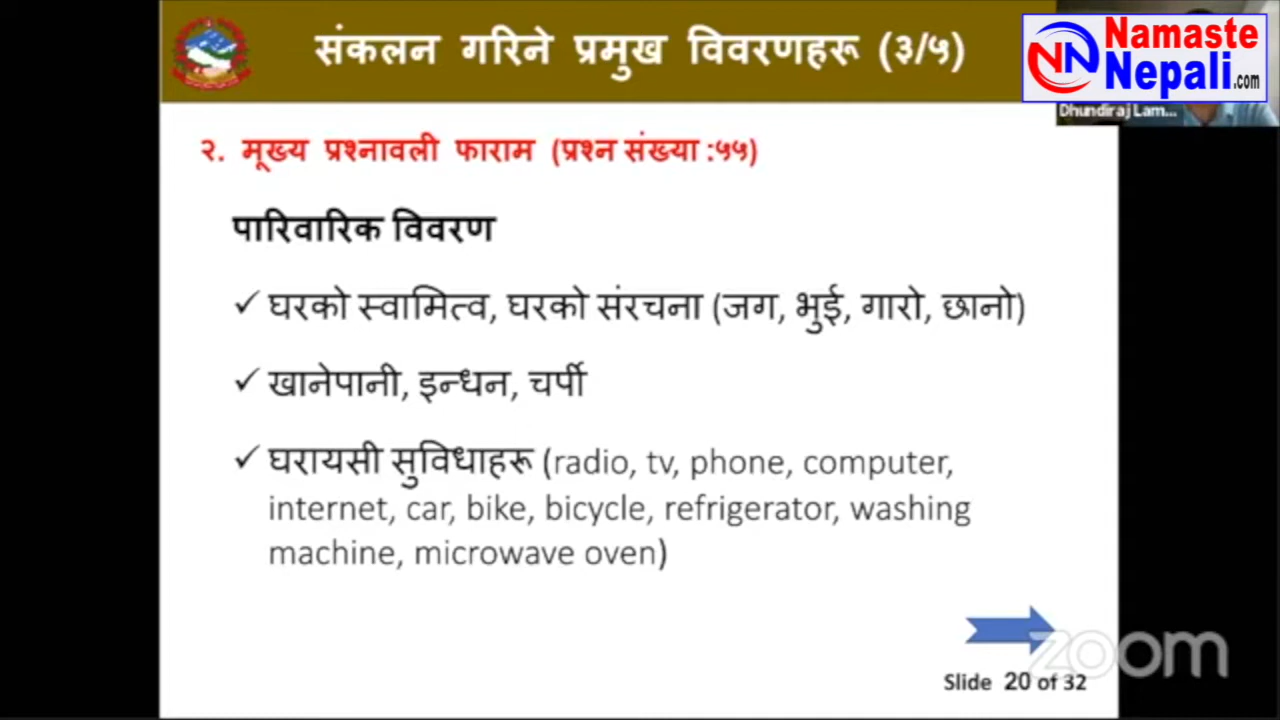 संकलन गरिने प्रमुख विवरणहरू (३/५)
Namaste
Nepali.com
Dhundiraj Lam...
२. मूख्य प्रश्नावली फाराम (प्रश्न संख्या :५५)
पारिवारिक विवरण
✓ घरको स्वामित्व, घरको संरचना (जग, भुई, गारो, छानो)
✓ खानेपानी, इन्धन, चर्पी
✓ घरायसी सुविधाहरू (radio, tv, phone, computer,
internet, car, bike, bicycle, refrigerator, washing
machine, microwave oven)
zoom
Slide 20 of 32